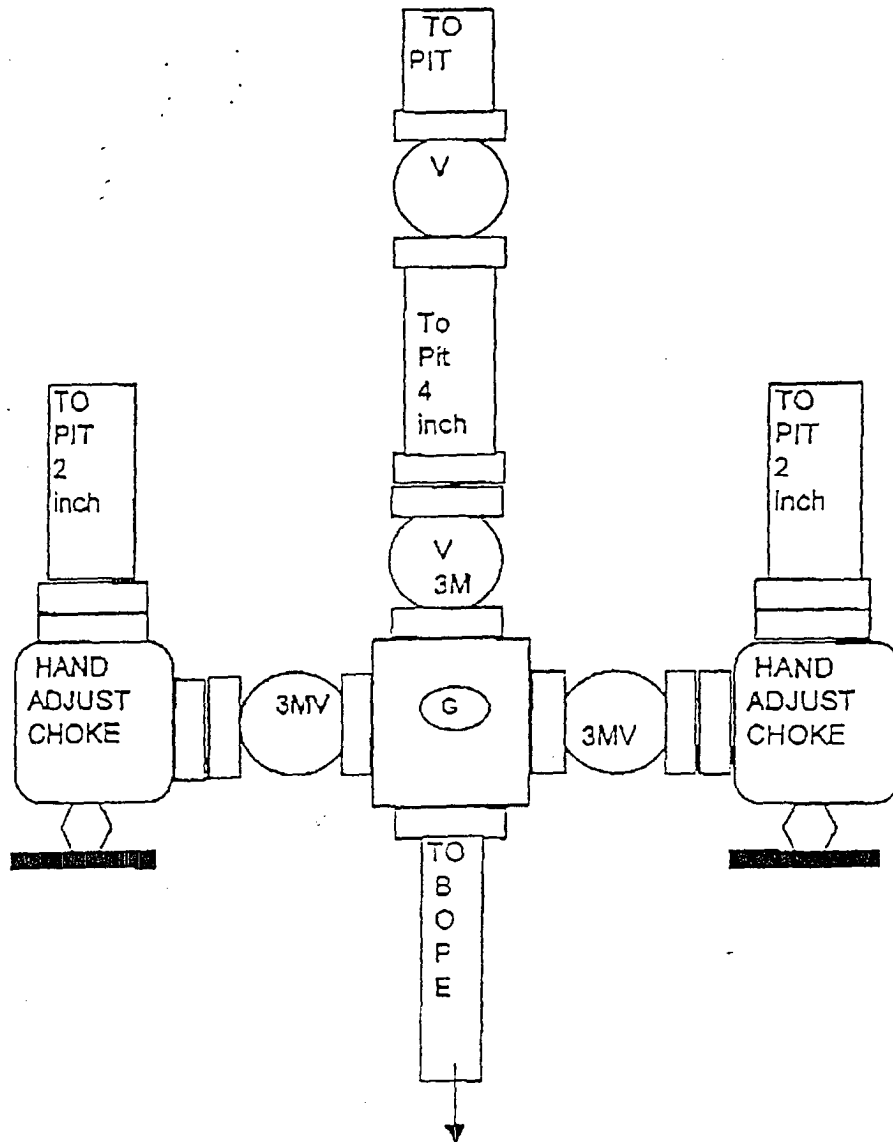 TO
PIT
V
To
Pit
4
inch
TO
PIT
2
inch
TO
PIT
2
inch
V
3M
HAND
ADJUST
CHOKE
3MV
G
3MV
HAND
ADJUST
CHOKE
TO
B
O
P
E